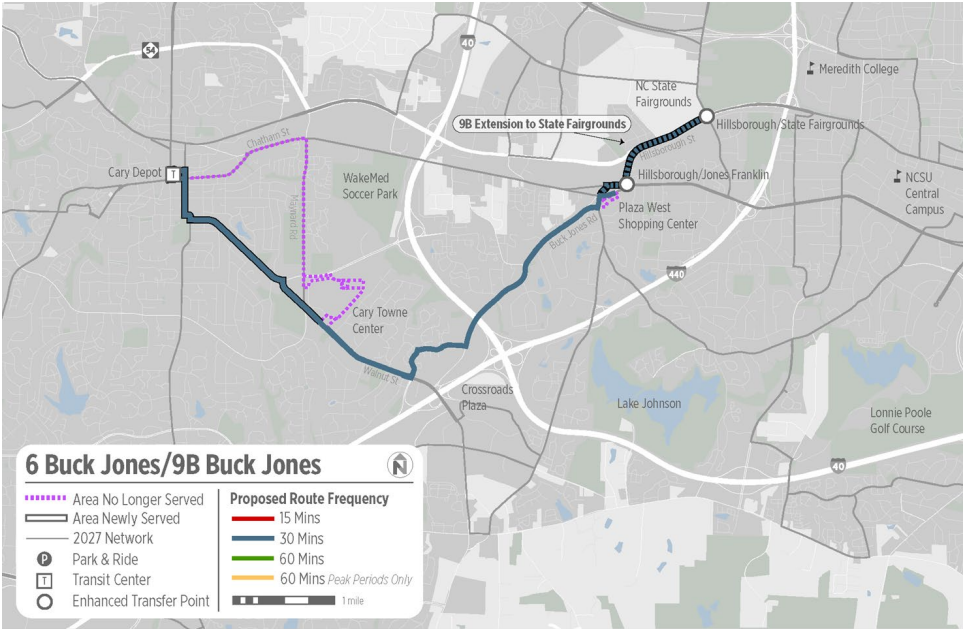 54
40
Meredith College
NC State
Fairgrounds
9B Extension to State Fairgrounds
Hillsborough/State Fairgrounds
Chatham St
Hillsborough St
Cary Depot
T
WakeMed
Soccer Park
Hillsborough/Jones Franklin
NCSU
Central
Campus
Maynard Rd
Plaza West
Shopping Center
Buck Jones Rd
440
Cary Towne
Center
Walnut St
Crossroads
Plaza
Lake Johnson
Lonnie Poole
Golf Course
40
6 Buck Jones/9B Buck Jones
N
Area No Longer Served
Area Newly Served
2027 Network
P Park & Ride
T Transit Center
Enhanced Transfer Point
Proposed Route Frequency
15 Mins
30 Mins
60 Mins
60 Mins Peak Periods Only
1 mile